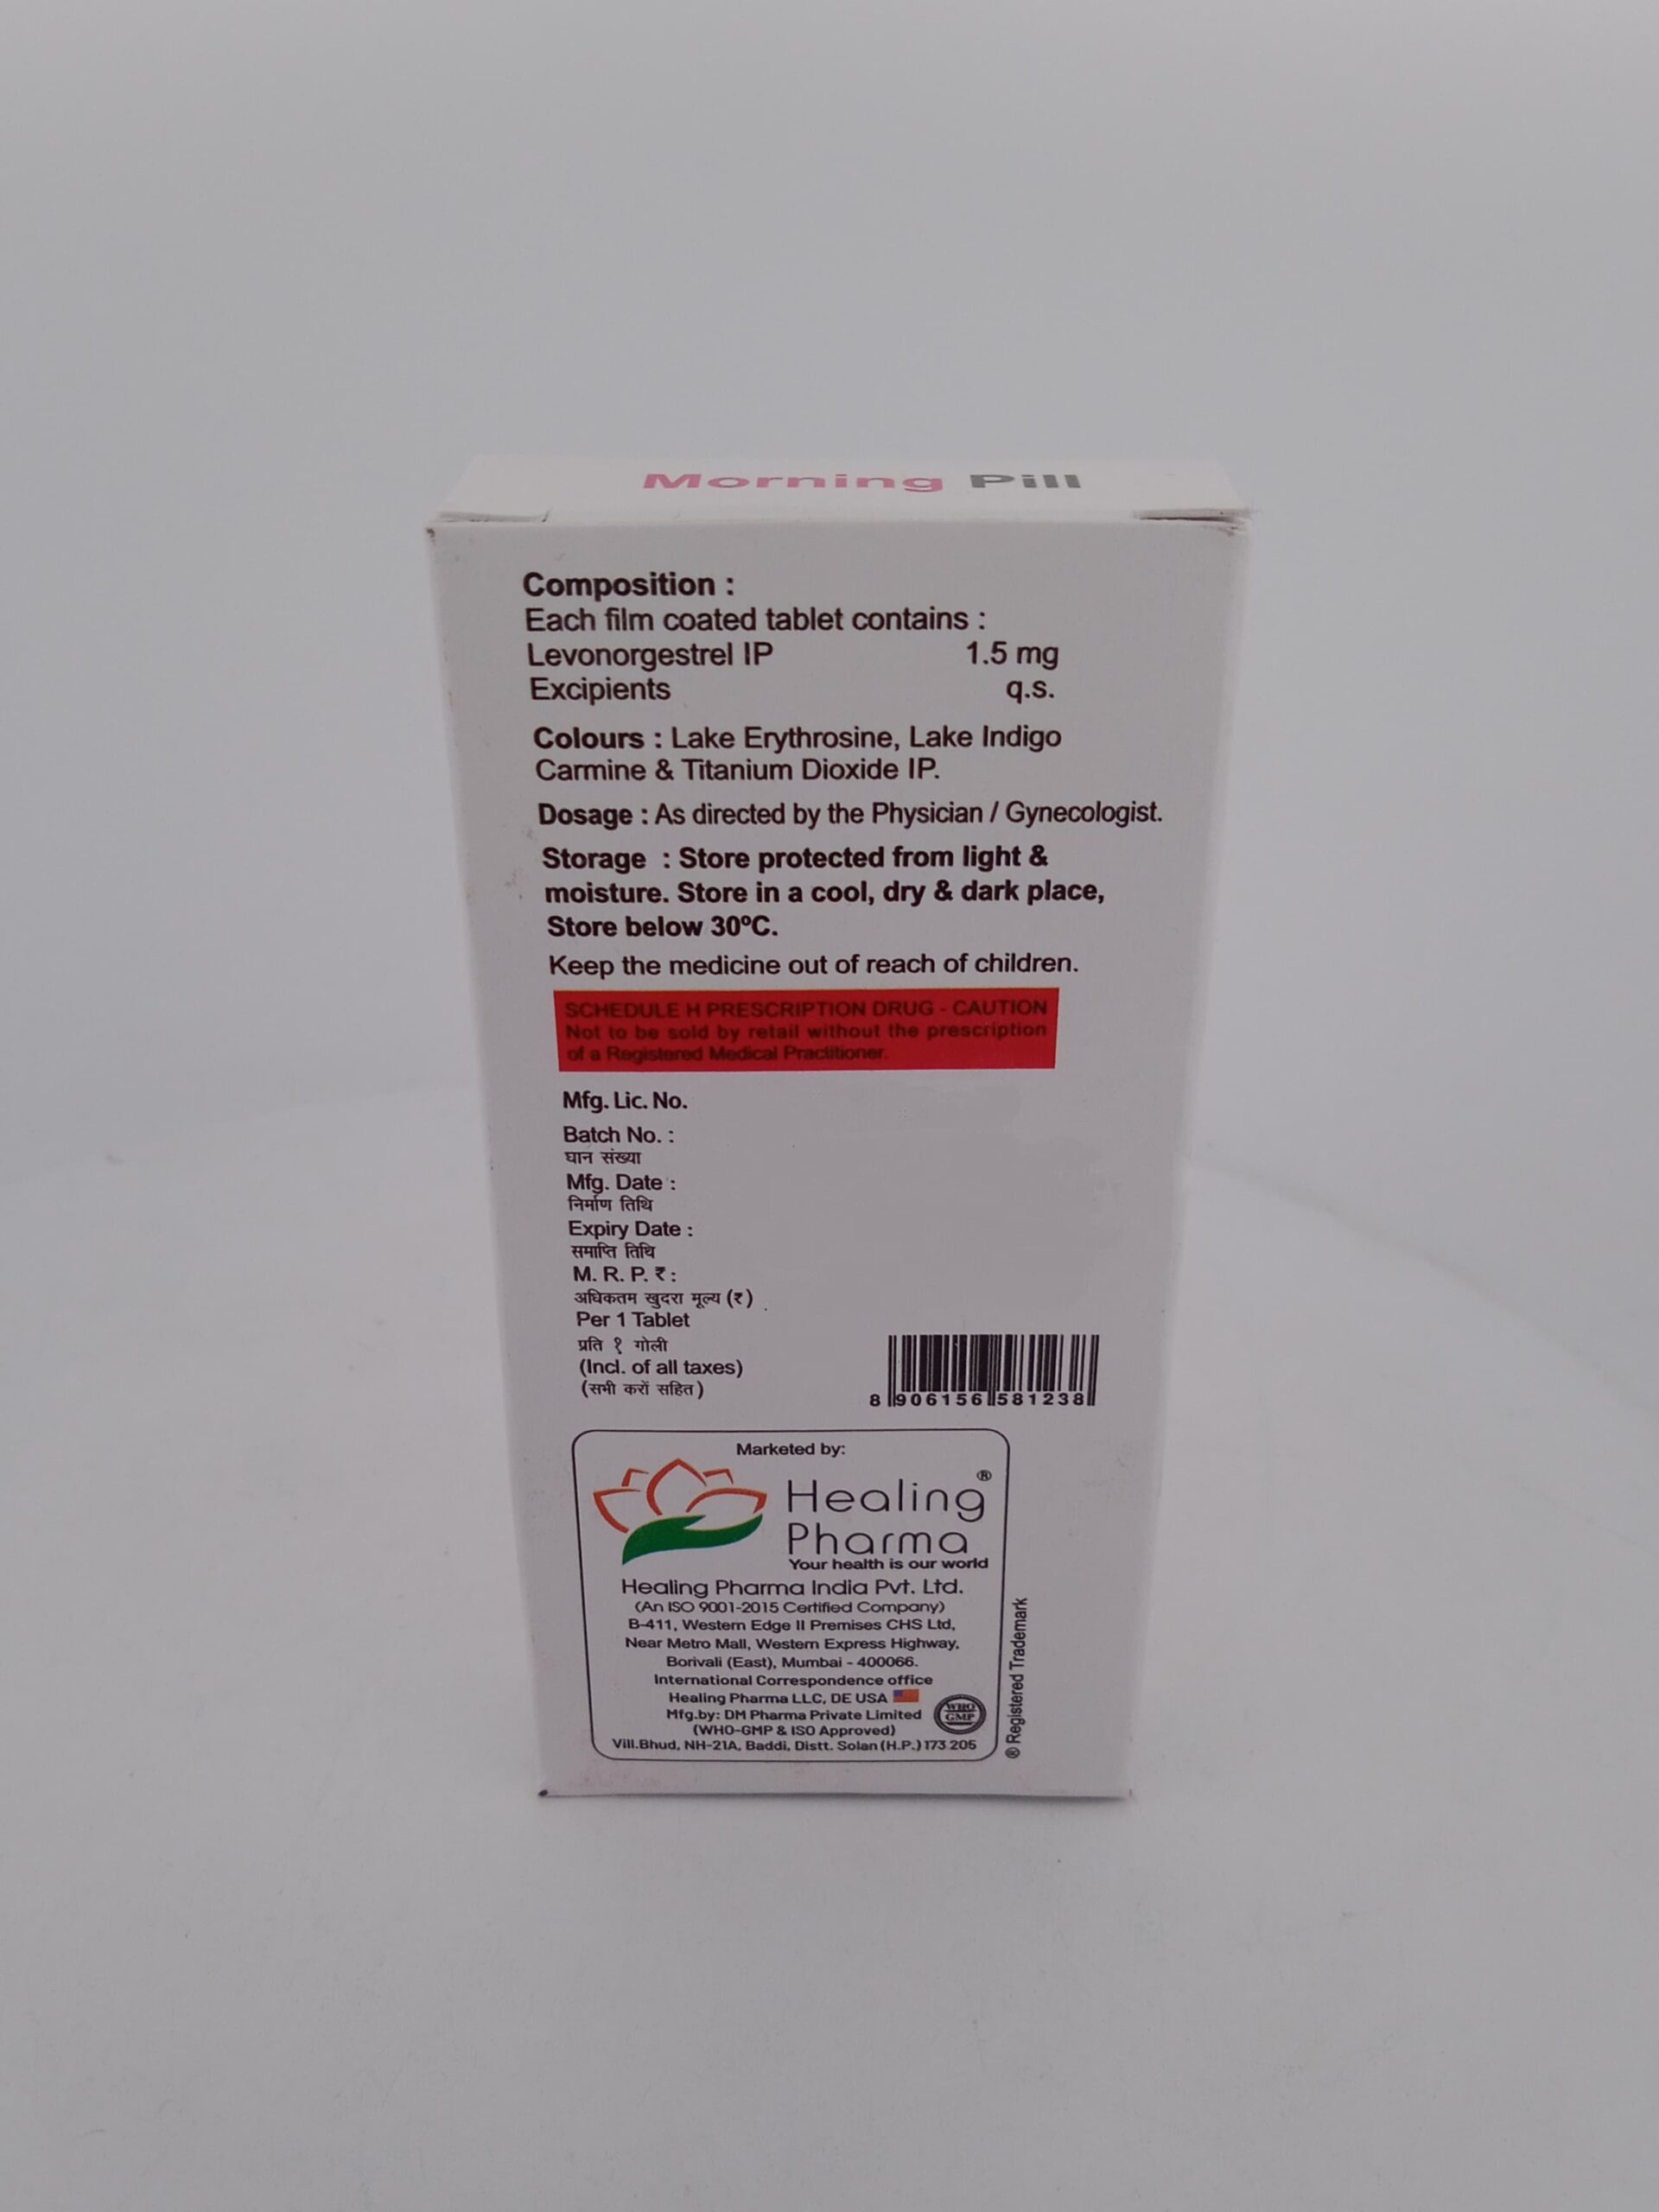 Morning Pill
Composition :
Each film coated tablet contains :
Levonorgestrel IP 1.5 mg
Excipients q.s.
Colours : Lake Erythrosine, Lake Indigo
Carmine & Titanium Dioxide IP.
Dosage : As directed by the Physician / Gynecologist.
Storage : Store protected from light &
moisture. Store in a cool, dry & dark place,
Store below 30ºC.
Keep the medicine out of reach of children.
SCHEDULE H PRESCRIPTION DRUG - CAUTION
Not to be sold by retail without the prescription
of a Registered Medical Practitioner.
Mfg. Lic. No.
Batch No. :
घान संख्या
Mfg. Date :
निर्माण तिथि
Expiry Date :
समाप्ति तिथि
M. R. P. ₹ :
अधिकतम खुदरा मूल्य (₹)
Per 1 Tablet
प्रति १ गोली
(Incl. of all taxes)
(सभी करों सहित)
8 906156 581238
Marketed by:
Healing®
Pharma
Your health is our world
Healing Pharma India Pvt. Ltd.
(An ISO 9001-2015 Certified Company)
B-411, Western Edge II Premises CHS Ltd,
Near Metro Mall, Western Express Highway,
Borivali (East), Mumbai - 400066.
International Correspondence office
Healing Pharma LLC, DE USA
Mfg.by: DM Pharma Private Limited
(WHO-GMP & ISO Approved)
Vill.Bhud, NH-21A, Baddi, Distt. Solan (H.P.) 173 205
WHO
GMP
® Registered Trademark